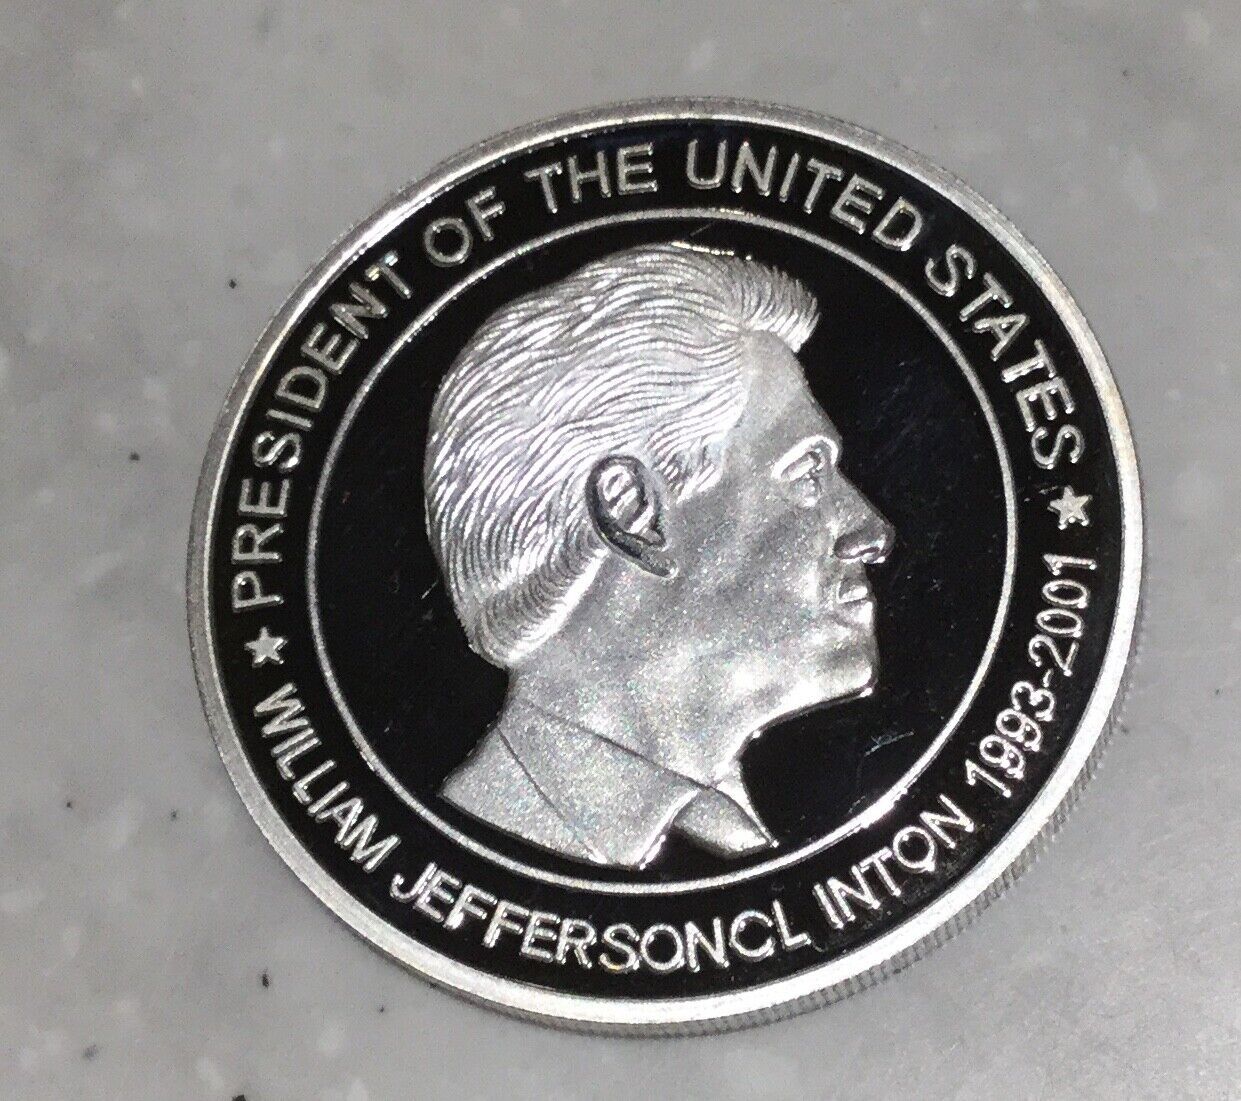 ★ PRESIDENT OF THE UNITED STATES ★
WILLIAM JEFFERSONCL INTON 1993-2001